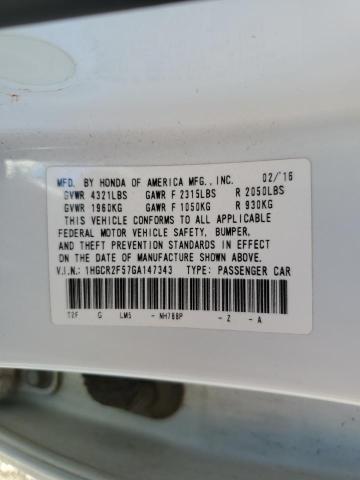 MFD. BY HONDA OF AMERICA MFG., INC. 02/'16
GVWR 4321LBS GAWR F 2315LBS R 2050LBS
GVWR 1960KG GAWR F 1050KG R 930KG
THIS VEHICLE CONFORMS TO ALL APPLICABLE
FEDERAL MOTOR VEHICLE SAFETY, BUMPER,
AND THEFT PREVENTION STANDARDS IN EFFECT
ON THE DATE OF MANUFACTURE SHOWN ABOVE.
V.I.N: 1HGCR2F57GA147343 TYPE: PASSENGER CAR
T2F G LM5 - NH788P - Z - A